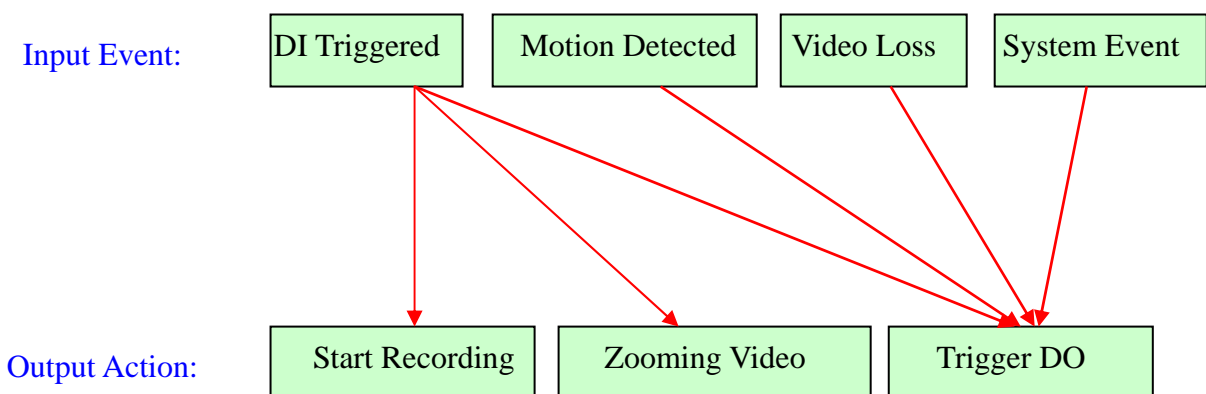 Input Event:
DI Triggered
Motion Detected
Video Loss
System Event
Output Action:
Start Recording
Zooming Video
Trigger DO